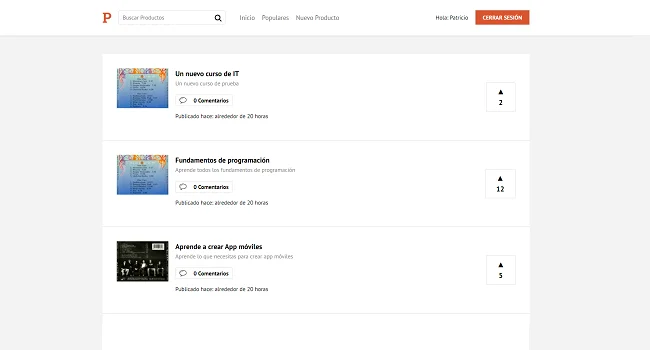 P
Buscar Productos
Inicio Populares Nuevo Producto
Hola: Patricio
CERRAR SESIÓN
Un nuevo curso de IT
Un nuevo curso de prueba
0 Comentarios
Publicado hace: alrededor de 20 horas
▲
2
Fundamentos de programación
Aprende todos los fundamentos de programación
0 Comentarios
Publicado hace: alrededor de 20 horas
▲
12
Aprende a crear App móviles
Aprende lo que necesitas para crear app móviles
0 Comentarios
Publicado hace: alrededor de 20 horas
▲
5